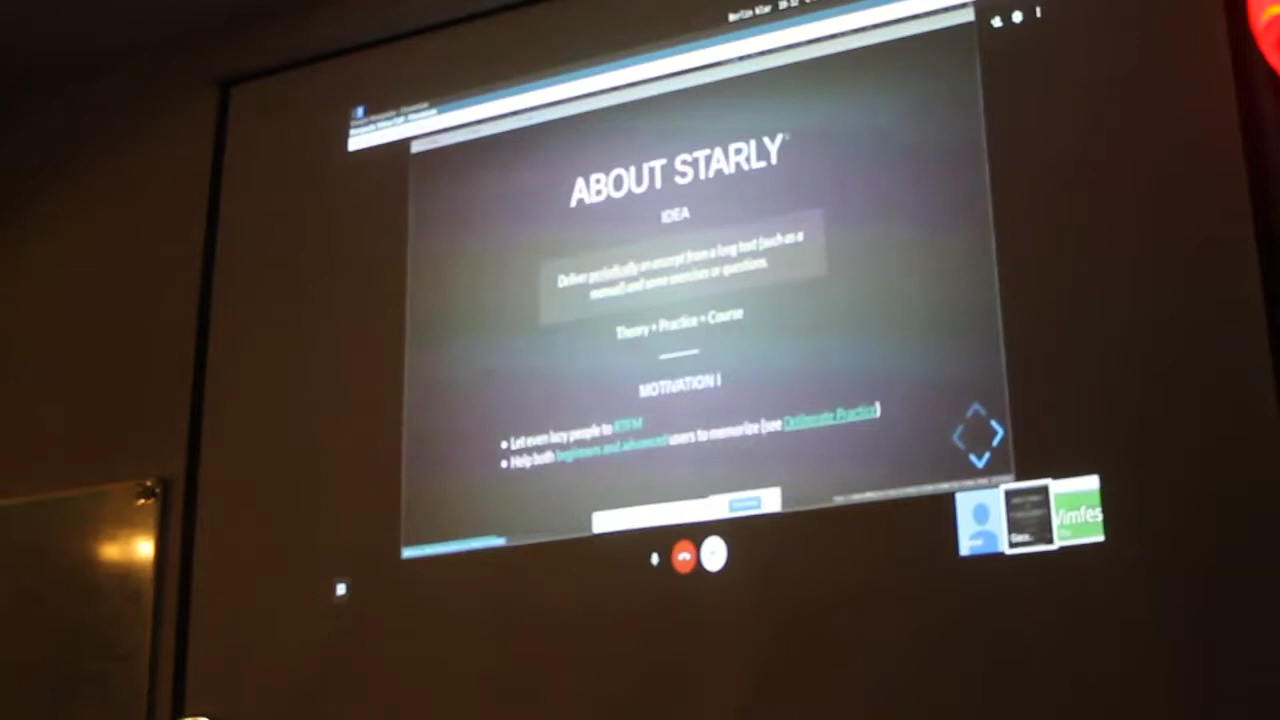 Berlin
ABOUT STARLY
IDEA
Deliver periodically an excerpt from a long text (such as a
manual) and some exercises or questions.
Theory + Practice = Course
MOTIVATION I
Let even lazy people to RTFM
Help both beginners and advanced users to memorize (see Deliberate Practice)
Vimfes